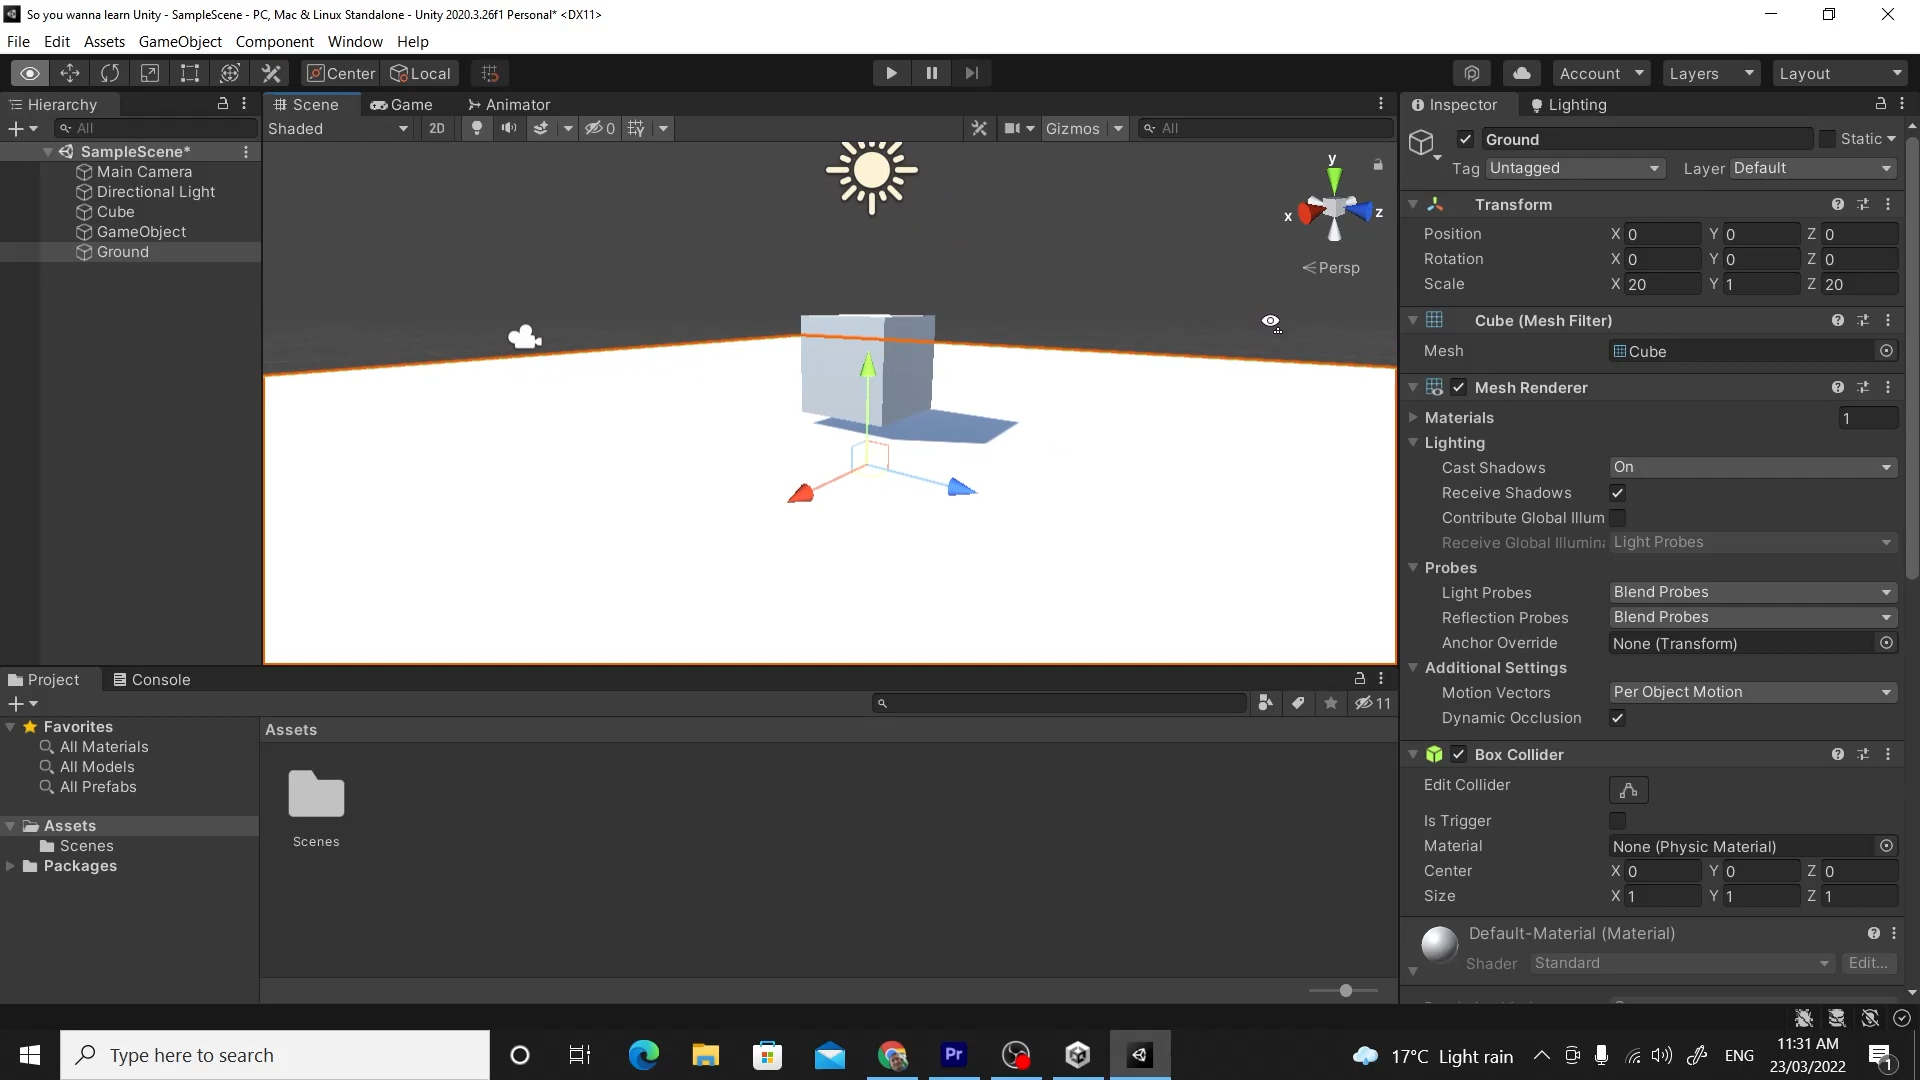 So you wanna learn Unity - SampleScene - PC, Mac & Linux Standalone - Unity 2020.3.26f1 Personal* <DX11>
File Edit Assets GameObject Component Window Help
Center Local Account Layers Layout
Hierarchy
All
SampleScene*
Main Camera
Directional Light
Cube
GameObject
Ground
Scene Game Animator
Shaded 2D 0 Gizmos All
y
x z
Persp
Inspector Lighting
Ground Static
Tag Untagged Layer Default
Transform
Position X 0 Y 0 Z 0
Rotation X 0 Y 0 Z 0
Scale X 20 Y 1 Z 20
Cube (Mesh Filter)
Mesh Cube
Mesh Renderer
Materials 1
Lighting
Cast Shadows On
Receive Shadows
Contribute Global Illum
Receive Global Illumina Light Probes
Probes
Light Probes Blend Probes
Reflection Probes Blend Probes
Anchor Override None (Transform)
Additional Settings
Motion Vectors Per Object Motion
Dynamic Occlusion
Box Collider
Edit Collider
Is Trigger
Material None (Physic Material)
Center X 0 Y 0 Z 0
Size X 1 Y 1 Z 1
Default-Material (Material)
Shader Standard Edit...
Project Console
11
Favorites
All Materials
All Models
All Prefabs
Assets
Scenes
Packages
Assets
Scenes
Type here to search
Pr
17°C Light rain
ENG
11:31 AM
23/03/2022
1